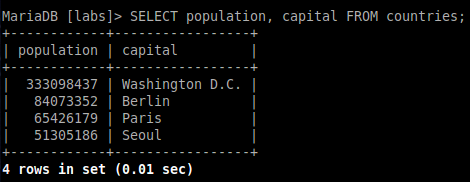 MariaDB [labs]> SELECT population, capital FROM countries;
+------------+-----------------+
| population | capital         |
+------------+-----------------+
|  333098437 | Washington D.C. |
|   84073352 | Berlin          |
|   65426179 | Paris           |
|   51305186 | Seoul           |
+------------+-----------------+
4 rows in set (0.01 sec)